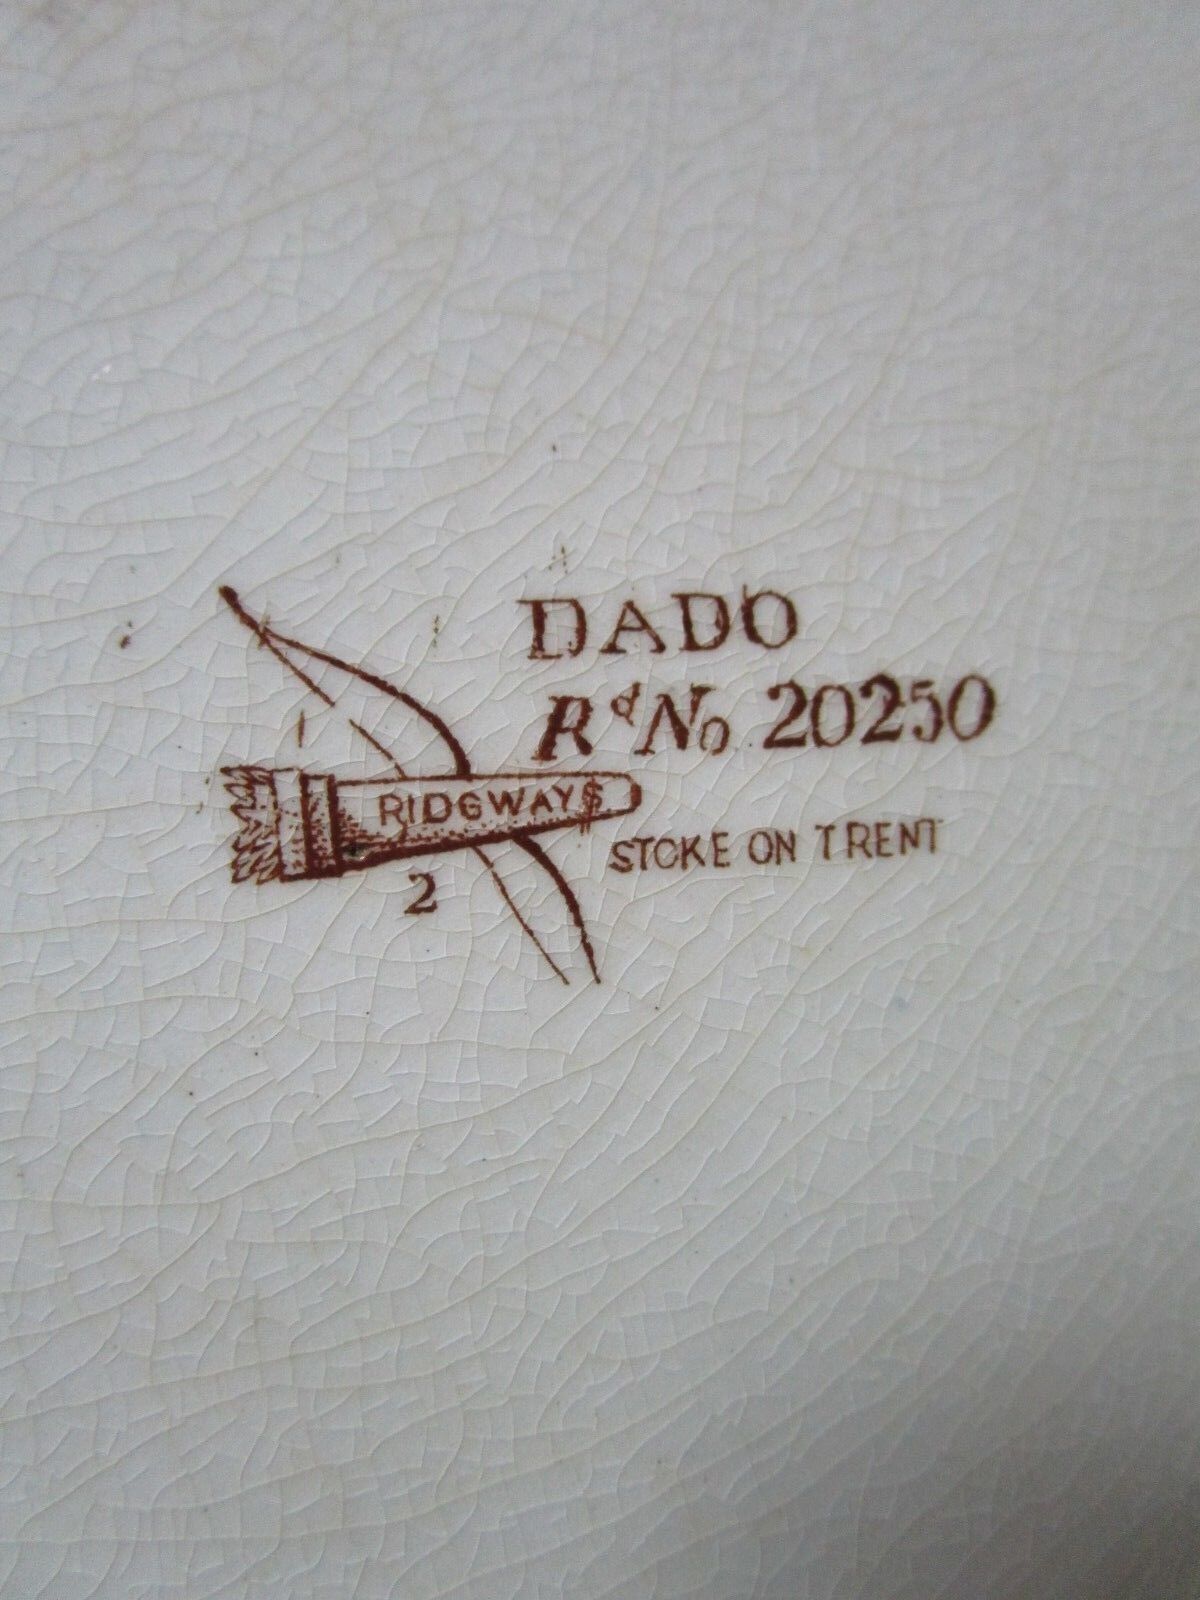 DADO
Rd No 20250
RIDGWAYS
STOKE ON TRENT
2